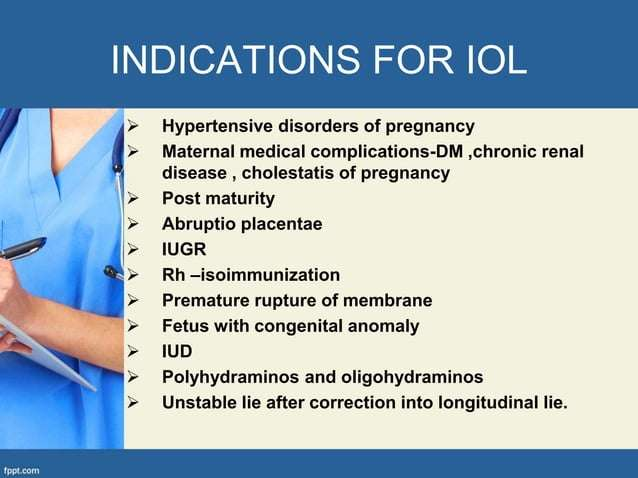 INDICATIONS FOR IOL
➢ Hypertensive disorders of pregnancy
➢ Maternal medical complications-DM ,chronic renal
disease , cholestatis of pregnancy
➢ Post maturity
➢ Abruptio placentae
➢ IUGR
➢ Rh –isoimmunization
➢ Premature rupture of membrane
➢ Fetus with congenital anomaly
➢ IUD
➢ Polyhydraminos and oligohydraminos
➢ Unstable lie after correction into longitudinal lie.
fppt.com